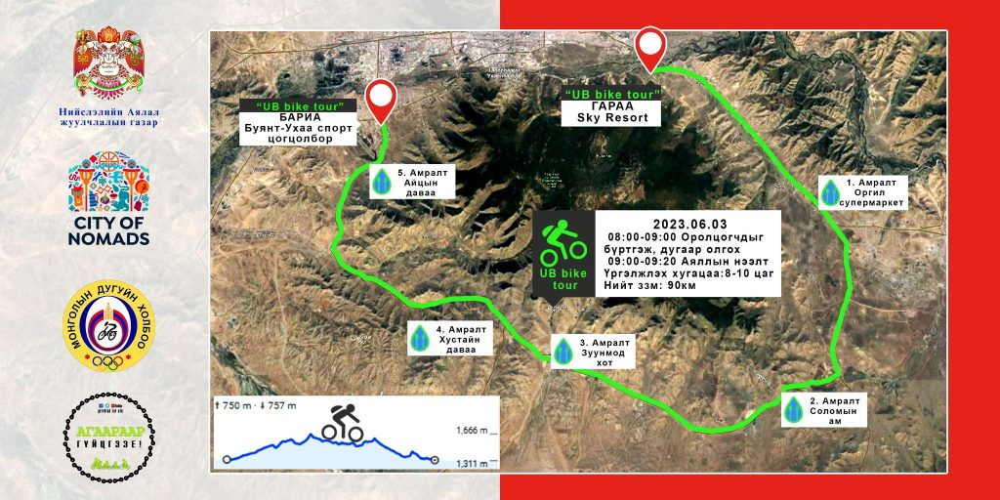 Нийслэлийн Аялал
жуулчлалын газар
CITY OF
NOMADS
МОНГОЛЫН ДУГУЙН ХОЛБОО
АГААРААР
ГҮЙЦГЭЭЕ!
"UB bike tour"
БАРИА
Буянт-Ухаа спорт
цогцолбор
"UB bike tour"
ГАРАА
Sky Resort
1. Амралт
Оргил
супермаркет
5. Амралт
Айцын
даваа
UB bike
tour
2023.06.03
08:00-09:00 Оролцогчдыг
бүртгэж, дугаар олгох
09:00-09:20 Аяллын нээлт
Үргэлжлэх хугацаа:8-10 цаг
Нийт ззм: 90км
4. Амралт
Хустайн
даваа
3. Амралт
Зуунмод
хот
2. Амралт
Соломын
ам
750 m · 757 m
1,666 m
1,311 m